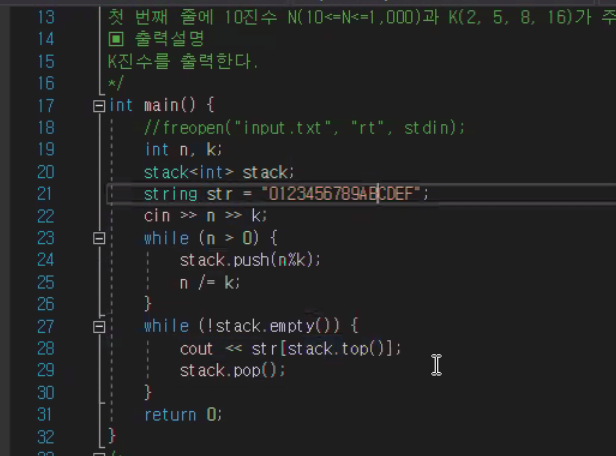 13 첫 번째 줄에 10진수 N(10<=N<=1,000)과 K(2, 5, 8, 16)가 주
14 ▣ 출력설명
15 K진수를 출력한다.
16 */
17 int main() {
18 //freopen("input.txt", "rt", stdin);
19 int n, k;
20 stack<int> stack;
21 string str = "0123456789ABCDEF";
22 cin >> n >> k;
23 while (n > 0) {
24 stack.push(n%k);
25 n /= k;
26 }
27 while (!stack.empty()) {
28 cout << str[stack.top()];
29 stack.pop();
30 }
31 return 0;
32 }